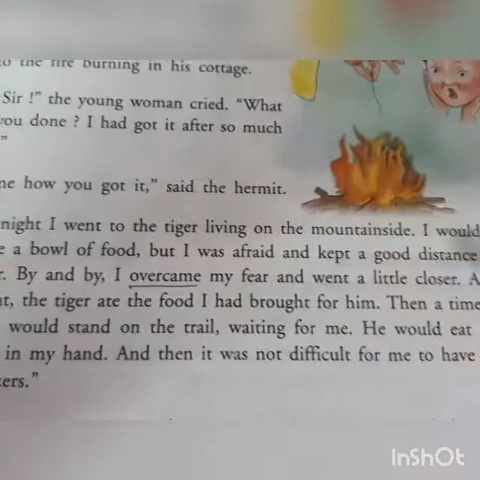 the fire burning in his cottage.
Sir !” the young woman cried. “What
you done ? I had got it after so much
”
how you got it,” said the hermit.
night I went to the tiger living on the mountainside. I would
a bowl of food, but I was afraid and kept a good distance
By and by, I overcame my fear and went a little closer. A
the tiger ate the food I had brought for him. Then a time
would stand on the trail, waiting for me. He would eat
in my hand. And then it was not difficult for me to have
InShOt